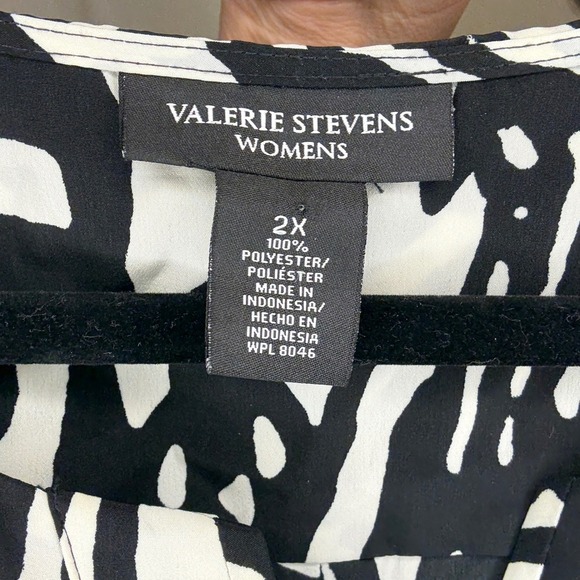 VALERIE STEVENS
WOMENS
2X
100%
POLYESTER/
POLIÉSTER
MADE IN
INDONESIA/
HECHO EN
INDONESIA
WPL 8046